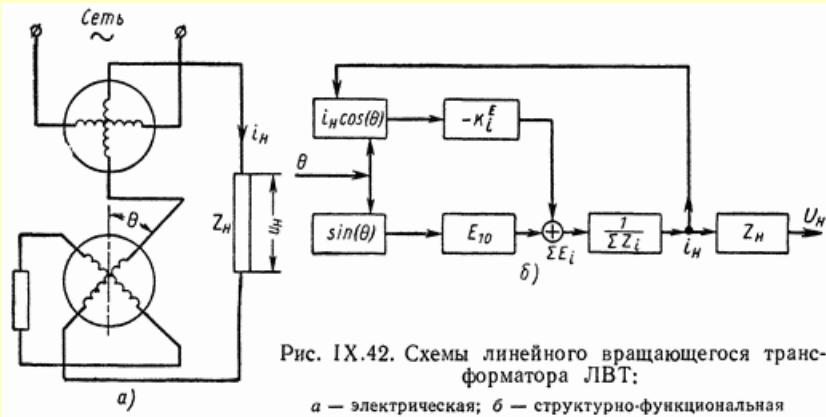 Сеть
~
i_н
θ
Z_н
u_н
а)
i_н cos(θ)
-к_i^E
θ
sin(θ)
E_10
ΣE_i
1
ΣZ_i
i_н
Z_н
U_н
б)
Рис. IX.42. Схемы линейного вращающегося транс-
форматора ЛВТ:
а — электрическая; б — структурно-функциональная